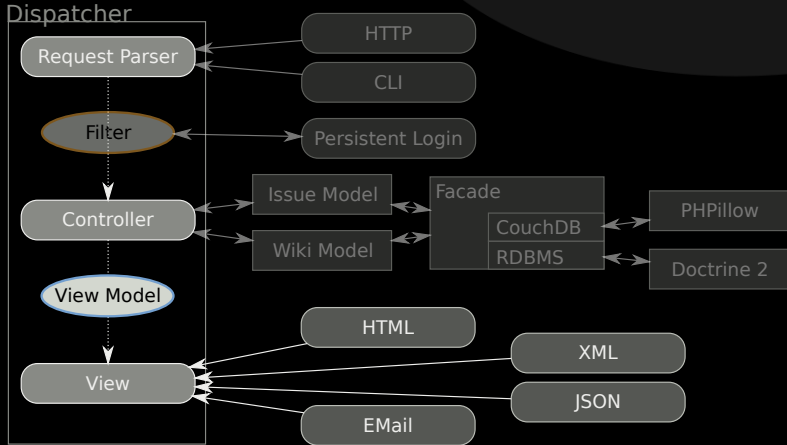 Dispatcher
Request Parser
HTTP
CLI
Filter
Persistent Login
Controller
Issue Model
Wiki Model
Facade
CouchDB
RDBMS
PHPillow
Doctrine 2
View Model
HTML
XML
View
JSON
EMail